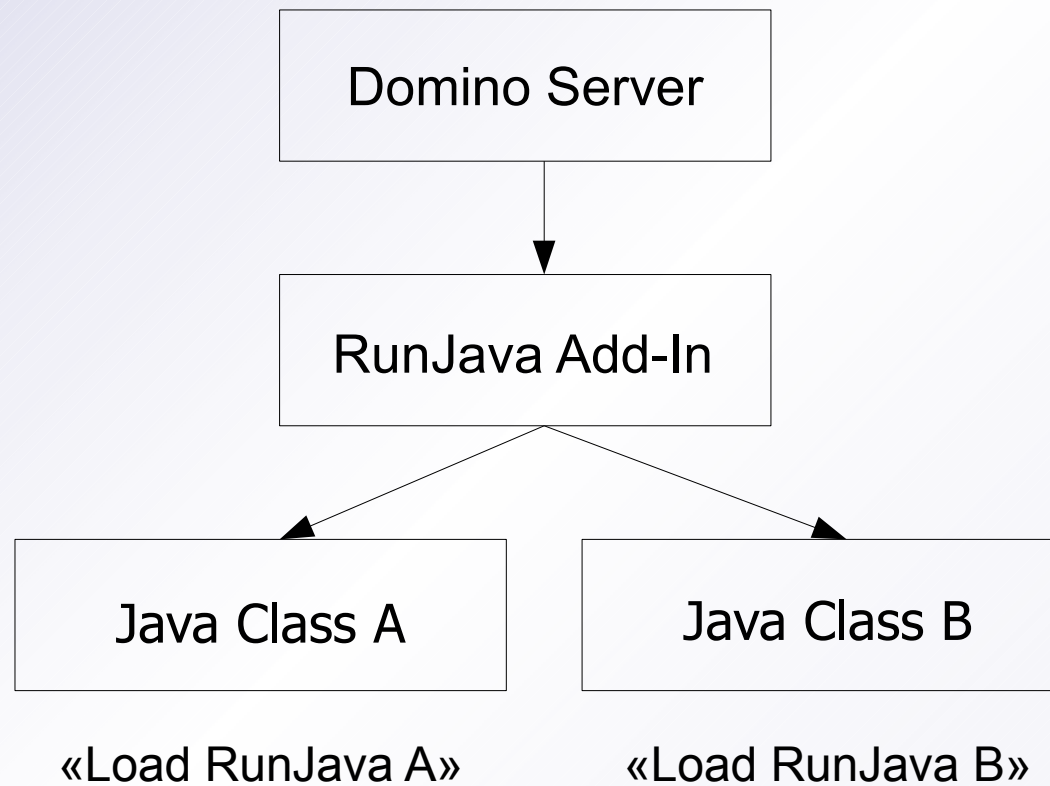 Domino Server
RunJava Add-In
Java Class A
Java Class B
«Load RunJava A»
«Load RunJava B»